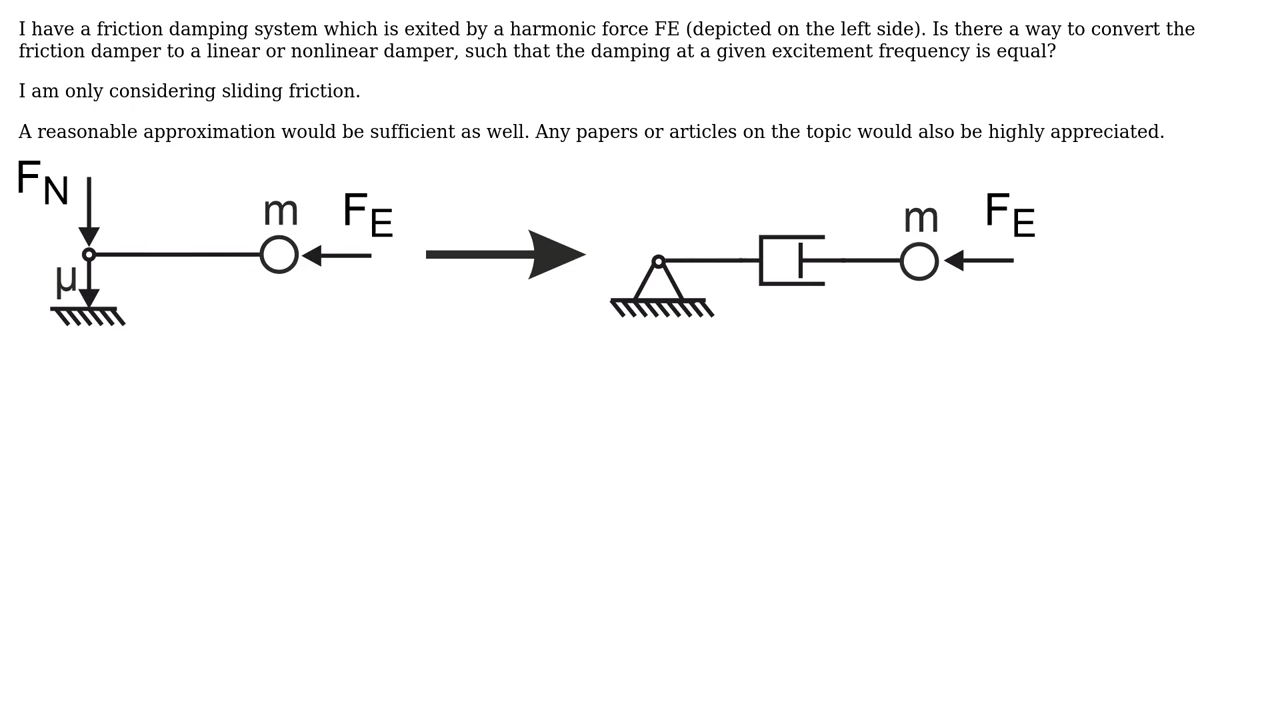 I have a friction damping system which is exited by a harmonic force FE (depicted on the left side). Is there a way to convert the
friction damper to a linear or nonlinear damper, such that the damping at a given excitement frequency is equal?
I am only considering sliding friction.
A reasonable approximation would be sufficient as well. Any papers or articles on the topic would also be highly appreciated.
FN m FE m FE
μ